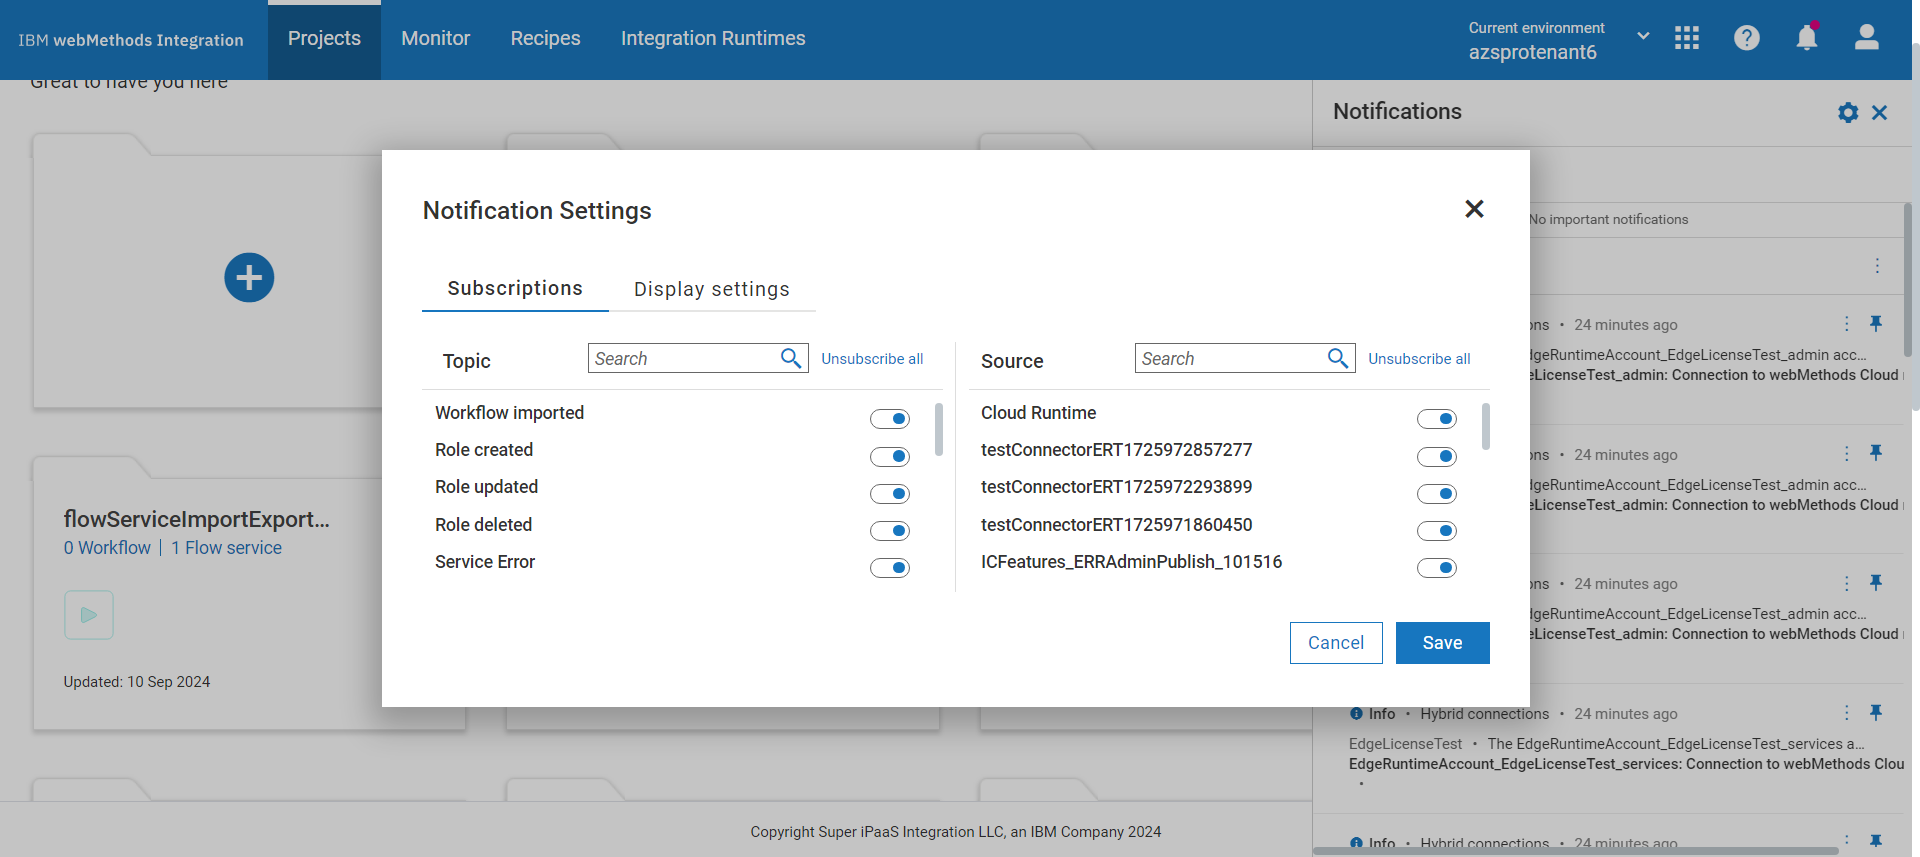 IBM webMethods Integration
Projects
Monitor
Recipes
Integration Runtimes
Current environment
azsprotenant6
Great to have you here
Notifications
Notification Settings
No important notifications
Subscriptions
Display settings
Topic
Search
Unsubscribe all
Source
Search
Unsubscribe all
Workflow imported
Role created
Role updated
Role deleted
Service Error
Cloud Runtime
testConnectorERT1725972857277
testConnectorERT1725972293899
testConnectorERT1725971860450
ICFeatures_ERRAdminPublish_101516
Cancel
Save
flowServiceImportExport...
0 Workflow | 1 Flow service
Updated: 10 Sep 2024
ons • 24 minutes ago
dgeRuntimeAccount_EdgeLicenseTest_admin acc...
eLicenseTest_admin: Connection to webMethods Cloud
ons • 24 minutes ago
dgeRuntimeAccount_EdgeLicenseTest_admin acc...
eLicenseTest_admin: Connection to webMethods Cloud
ons • 24 minutes ago
dgeRuntimeAccount_EdgeLicenseTest_admin acc...
eLicenseTest_admin: Connection to webMethods Cloud
Info • Hybrid connections • 24 minutes ago
EdgeLicenseTest • The EdgeRuntimeAccount_EdgeLicenseTest_services a...
EdgeRuntimeAccount_EdgeLicenseTest_services: Connection to webMethods Clou
•
Info • Hybrid connections • 24 minutes ago
Copyright Super iPaaS Integration LLC, an IBM Company 2024